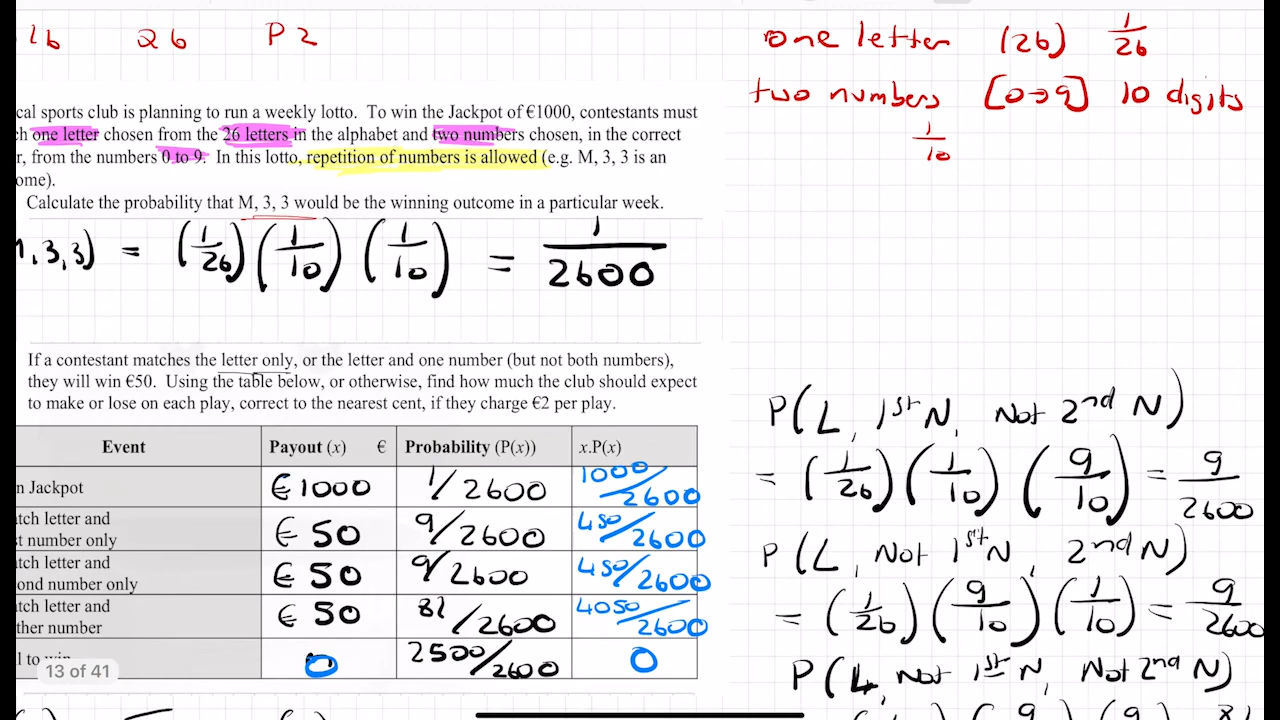 16 26 P2
one letter (26) 1/26
two numbers [0→9] 10 digits
1/10
cal sports club is planning to run a weekly lotto. To win the Jackpot of €1000, contestants must
h one letter chosen from the 26 letters in the alphabet and two numbers chosen, in the correct
r, from the numbers 0 to 9. In this lotto, repetition of numbers is allowed (e.g. M, 3, 3 is an
ome).
Calculate the probability that M, 3, 3 would be the winning outcome in a particular week.
1,3,3) = (1/26)(1/10)(1/10) = 1/2600
If a contestant matches the letter only, or the letter and one number (but not both numbers),
they will win €50. Using the table below, or otherwise, find how much the club should expect
to make or lose on each play, correct to the nearest cent, if they charge €2 per play.
Event Payout (x) € Probability (P(x)) x.P(x)
n Jackpot €1000 1/2600 1000/2600
tch letter and
t number only €50 9/2600 450/2600
tch letter and
ond number only €50 9/2600 450/2600
tch letter and
ther number €50 81/2600 4050/2600
l to win 0 2500/2600 0
13 of 41
P(L, 1st N, Not 2nd N)
= (1/26)(1/10)(9/10) = 9/2600
P(L, Not 1st N, 2nd N)
= (1/26)(9/10)(1/10) = 9/2600
P(L, Not 1st N, Not 2nd N)